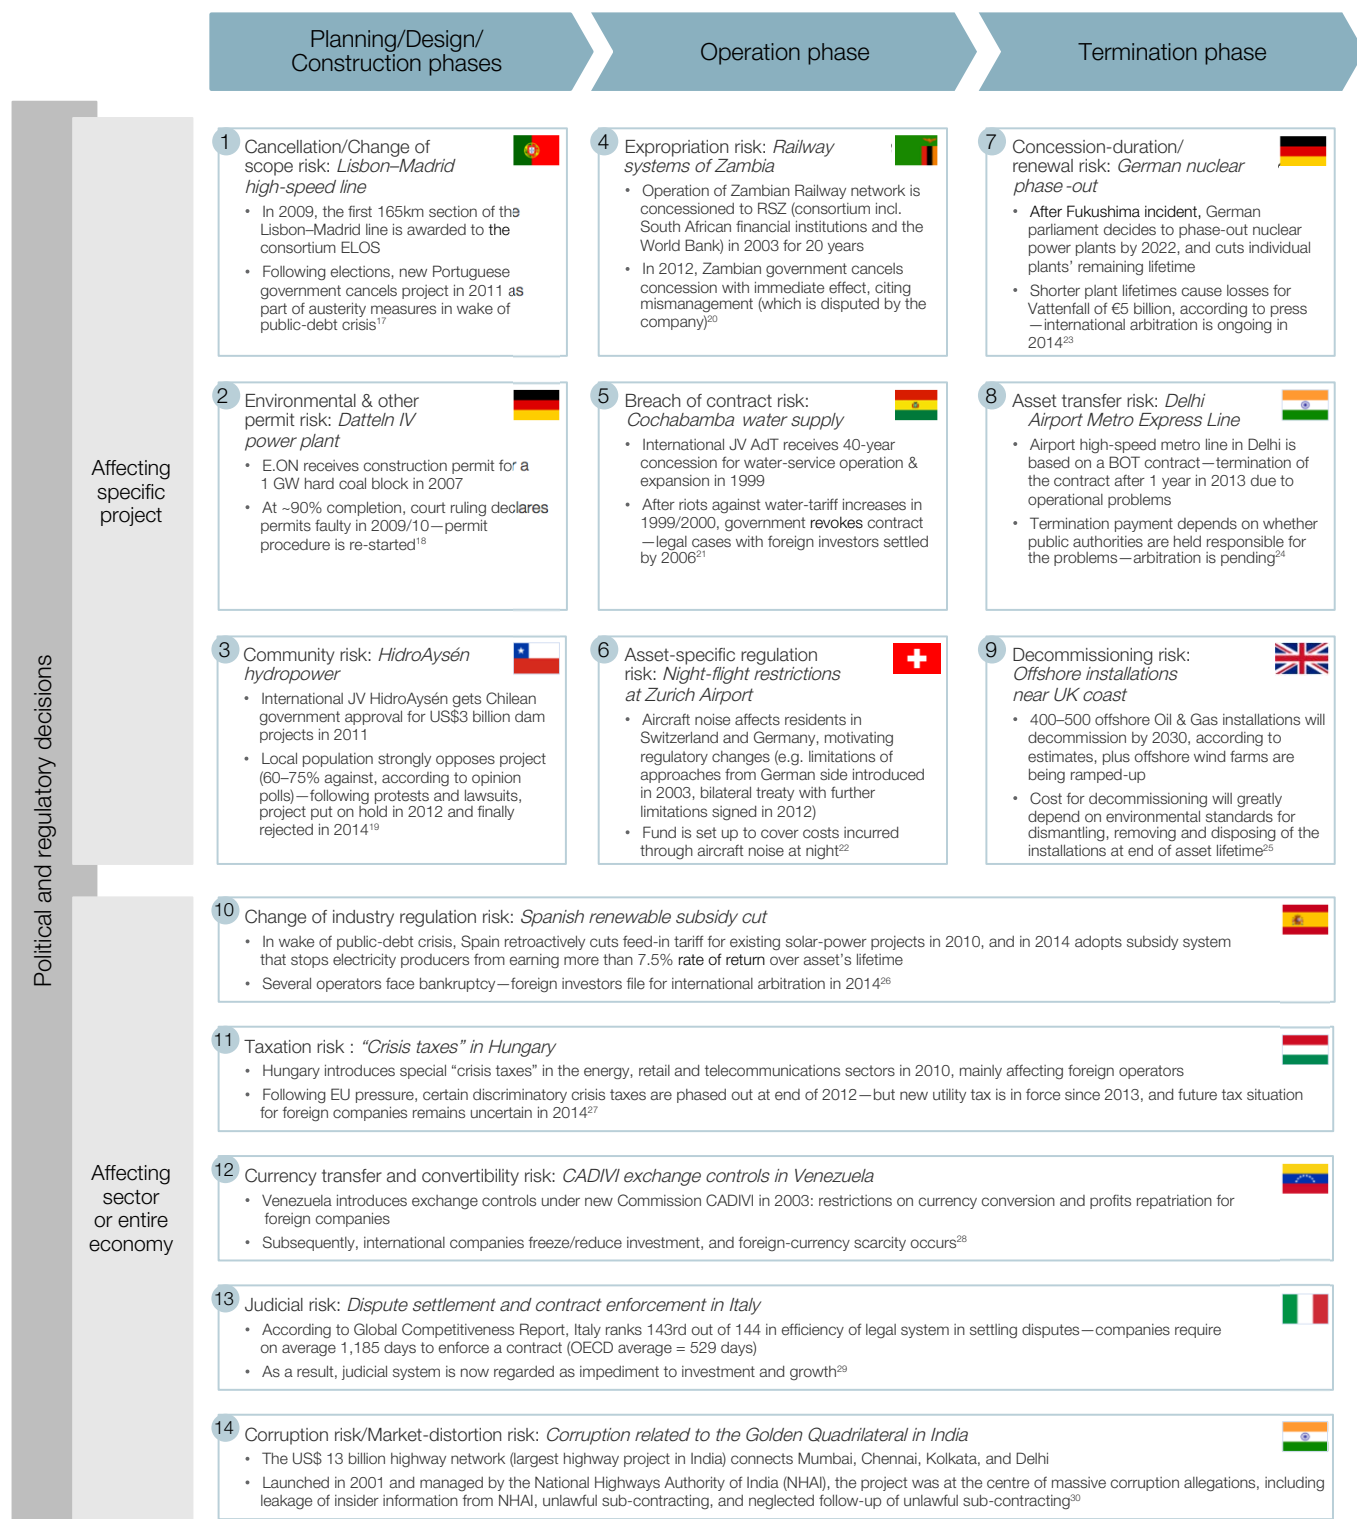 Planning/Design/
Construction phases
Operation phase
Termination phase
Political and regulatory decisions
Affecting
specific
project
1
Cancellation/Change of
scope risk: Lisbon–Madrid
high-speed line
• In 2009, the first 165km section of the
Lisbon–Madrid line is awarded to the
consortium ELOS
• Following elections, new Portuguese
government cancels project in 2011 as
part of austerity measures in wake of
public-debt crisis17
4
Expropriation risk: Railway
systems of Zambia
• Operation of Zambian Railway network is
concessioned to RSZ (consortium incl.
South African financial institutions and the
World Bank) in 2003 for 20 years
• In 2012, Zambian government cancels
concession with immediate effect, citing
mismanagement (which is disputed by the
company)20
7
Concession-duration/
renewal risk: German nuclear
phase -out
• After Fukushima incident, German
parliament decides to phase-out nuclear
power plants by 2022, and cuts individual
plants’ remaining lifetime
• Shorter plant lifetimes cause losses for
Vattenfall of €5 billion, according to press
—international arbitration is ongoing in
201423
2
Environmental & other
permit risk: Datteln IV
power plant
• E.ON receives construction permit for a
1 GW hard coal block in 2007
• At ~90% completion, court ruling declares
permits faulty in 2009/10—permit
procedure is re-started18
5
Breach of contract risk:
Cochabamba water supply
• International JV AdT receives 40-year
concession for water-service operation &
expansion in 1999
• After riots against water-tariff increases in
1999/2000, government revokes contract
—legal cases with foreign investors settled
by 200621
8
Asset transfer risk: Delhi
Airport Metro Express Line
• Airport high-speed metro line in Delhi is
based on a BOT contract—termination of
the contract after 1 year in 2013 due to
operational problems
• Termination payment depends on whether
public authorities are held responsible for
the problems—arbitration is pending24
3
Community risk: HidroAysén
hydropower
• International JV HidroAysén gets Chilean
government approval for US$3 billion dam
projects in 2011
• Local population strongly opposes project
(60–75% against, according to opinion
polls)—following protests and lawsuits,
project put on hold in 2012 and finally
rejected in 201419
6
Asset-specific regulation
risk: Night-flight restrictions
at Zurich Airport
• Aircraft noise affects residents in
Switzerland and Germany, motivating
regulatory changes (e.g. limitations of
approaches from German side introduced
in 2003, bilateral treaty with further
limitations signed in 2012)
• Fund is set up to cover costs incurred
through aircraft noise at night22
9
Decommissioning risk:
Offshore installations
near UK coast
• 400–500 offshore Oil & Gas installations will
decommission by 2030, according to
estimates, plus offshore wind farms are
being ramped-up
• Cost for decommissioning will greatly
depend on environmental standards for
dismantling, removing and disposing of the
installations at end of asset lifetime25
Affecting
sector
or entire
economy
10
Change of industry regulation risk: Spanish renewable subsidy cut
• In wake of public-debt crisis, Spain retroactively cuts feed-in tariff for existing solar-power projects in 2010, and in 2014 adopts subsidy system
that stops electricity producers from earning more than 7.5% rate of return over asset’s lifetime
• Several operators face bankruptcy—foreign investors file for international arbitration in 201426
11
Taxation risk : “Crisis taxes” in Hungary
• Hungary introduces special “crisis taxes” in the energy, retail and telecommunications sectors in 2010, mainly affecting foreign operators
• Following EU pressure, certain discriminatory crisis taxes are phased out at end of 2012—but new utility tax is in force since 2013, and future tax situation
for foreign companies remains uncertain in 201427
12
Currency transfer and convertibility risk: CADIVI exchange controls in Venezuela
• Venezuela introduces exchange controls under new Commission CADIVI in 2003: restrictions on currency conversion and profits repatriation for
foreign companies
• Subsequently, international companies freeze/reduce investment, and foreign-currency scarcity occurs28
13
Judicial risk: Dispute settlement and contract enforcement in Italy
• According to Global Competitiveness Report, Italy ranks 143rd out of 144 in efficiency of legal system in settling disputes—companies require
on average 1,185 days to enforce a contract (OECD average = 529 days)
• As a result, judicial system is now regarded as impediment to investment and growth29
14
Corruption risk/Market-distortion risk: Corruption related to the Golden Quadrilateral in India
• The US$ 13 billion highway network (largest highway project in India) connects Mumbai, Chennai, Kolkata, and Delhi
• Launched in 2001 and managed by the National Highways Authority of India (NHAI), the project was at the centre of massive corruption allegations, including
leakage of insider information from NHAI, unlawful sub-contracting, and neglected follow-up of unlawful sub-contracting30